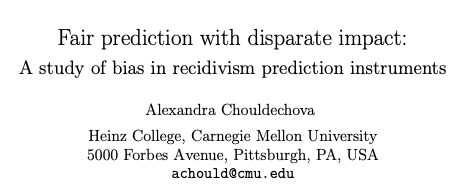 Fair prediction with disparate impact:
A study of bias in recidivism prediction instruments
Alexandra Chouldechova
Heinz College, Carnegie Mellon University
5000 Forbes Avenue, Pittsburgh, PA, USA
achould@cmu.edu